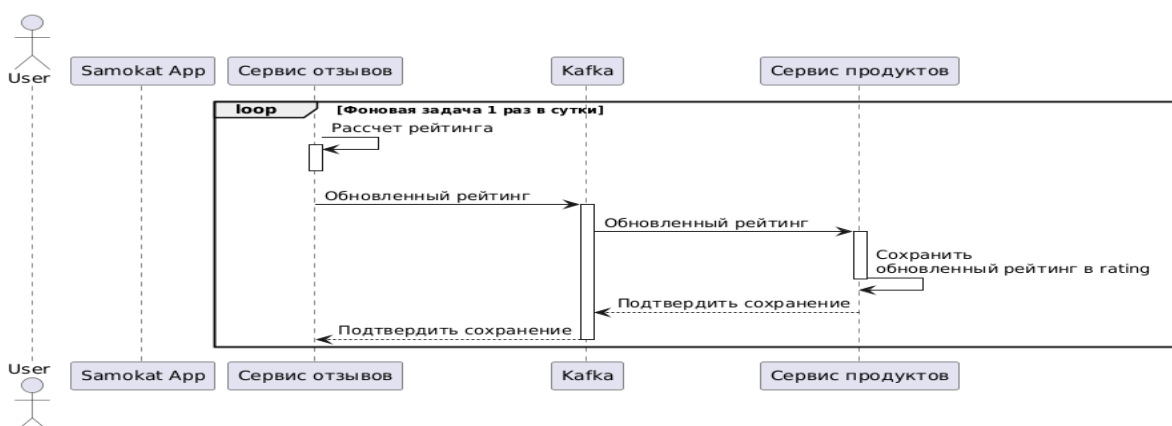 User
Samokat App
Сервис отзывов
Kafka
Сервис продуктов
loop
[Фоновая задача 1 раз в сутки]
Рассчет рейтинга
Обновленный рейтинг
Обновленный рейтинг
Сохранить
обновленный рейтинг в rating
Подтвердить сохранение
Подтвердить сохранение
User
Samokat App
Сервис отзывов
Kafka
Сервис продуктов